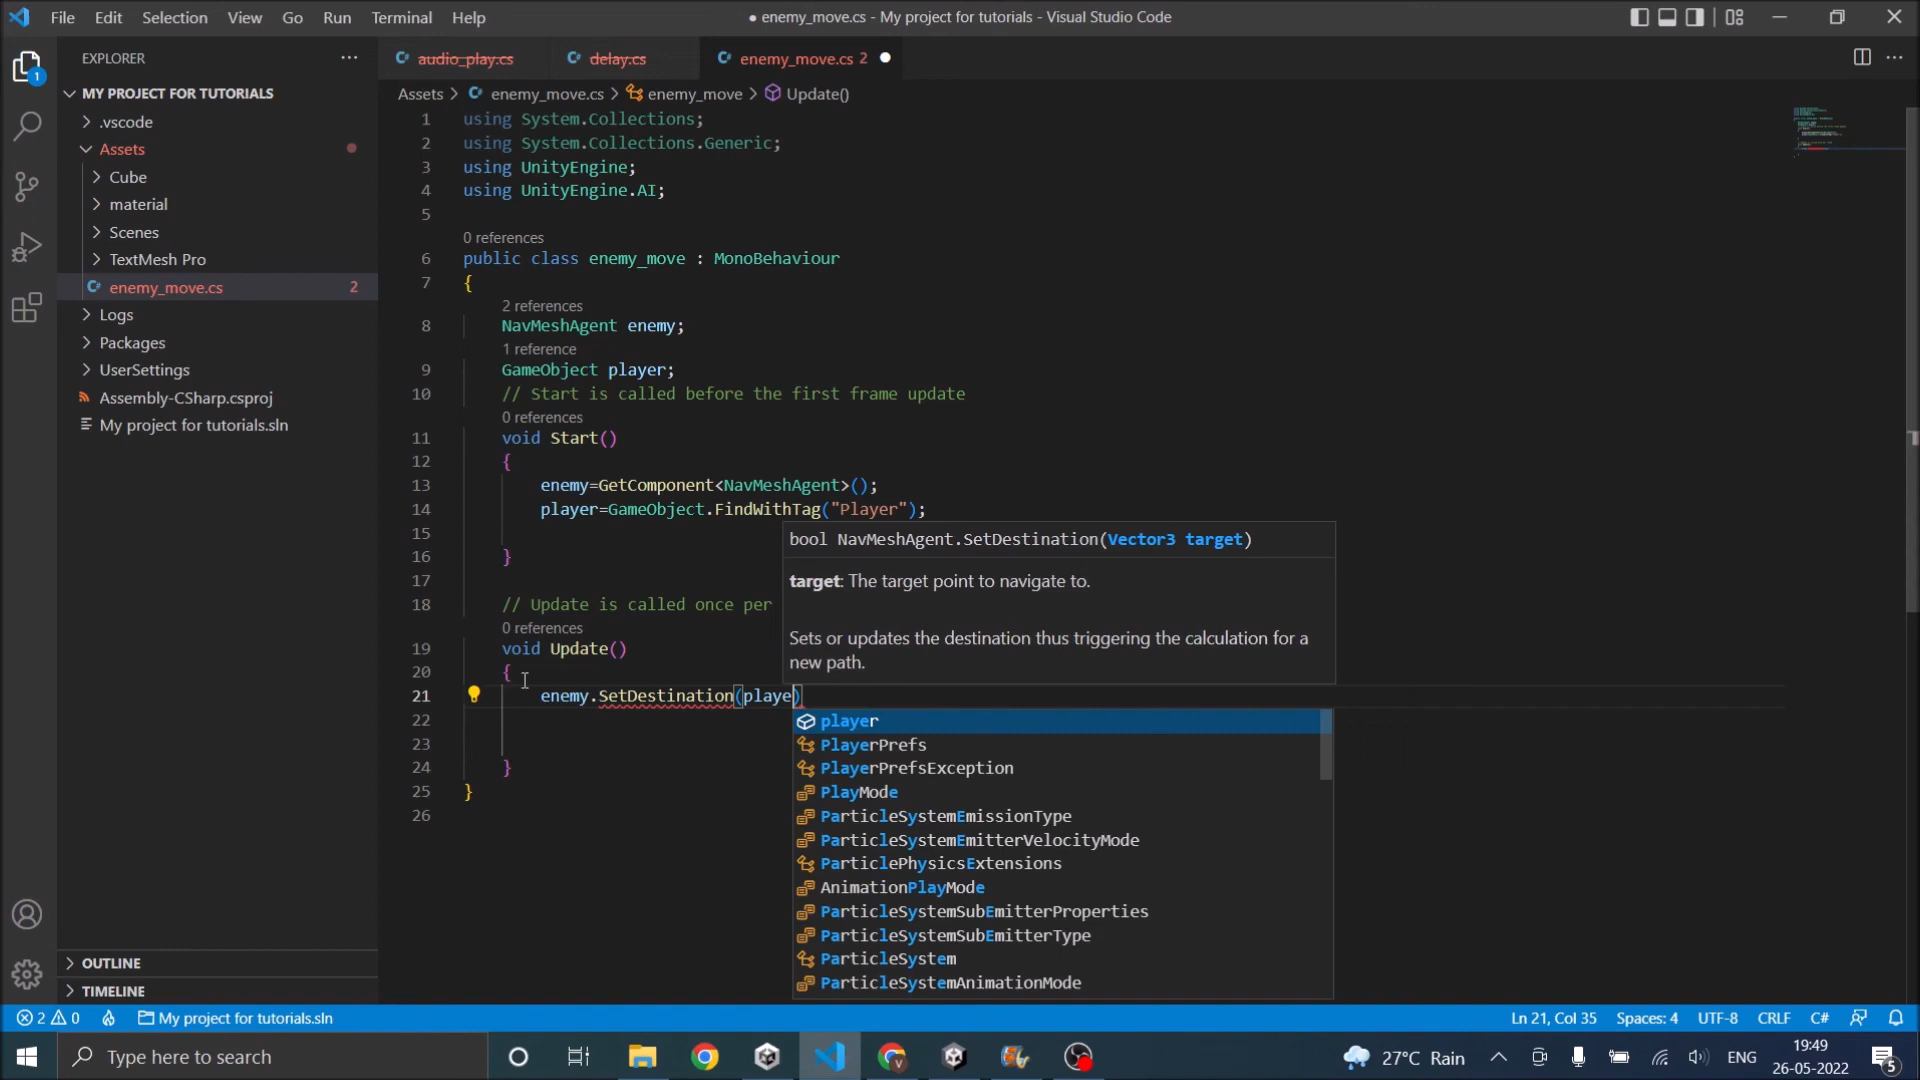 File Edit Selection View Go Run Terminal Help
● enemy_move.cs - My project for tutorials - Visual Studio Code
EXPLORER
audio_play.cs delay.cs enemy_move.cs 2
MY PROJECT FOR TUTORIALS
.vscode
Assets
Cube
material
Scenes
TextMesh Pro
enemy_move.cs 2
Logs
Packages
UserSettings
Assembly-CSharp.csproj
My project for tutorials.sln
OUTLINE
TIMELINE
1
Assets > enemy_move.cs > enemy_move > Update()
1 using System.Collections;
2 using System.Collections.Generic;
3 using UnityEngine;
4 using UnityEngine.AI;
5
0 references
6 public class enemy_move : MonoBehaviour
7 {
2 references
8 NavMeshAgent enemy;
1 reference
9 GameObject player;
10 // Start is called before the first frame update
0 references
11 void Start()
12 {
13 enemy=GetComponent<NavMeshAgent>();
14 player=GameObject.FindWithTag("Player");
15
16 }
17
18 // Update is called once per
0 references
19 void Update()
20 {
21 enemy.SetDestination(playe)
22
23
24 }
25 }
26
bool NavMeshAgent.SetDestination(Vector3 target)
target: The target point to navigate to.
Sets or updates the destination thus triggering the calculation for a
new path.
player
PlayerPrefs
PlayerPrefsException
PlayMode
ParticleSystemEmissionType
ParticleSystemEmitterVelocityMode
ParticlePhysicsExtensions
AnimationPlayMode
ParticleSystemSubEmitterProperties
ParticleSystemSubEmitterType
ParticleSystem
ParticleSystemAnimationMode
2 0 My project for tutorials.sln
Ln 21, Col 35 Spaces: 4 UTF-8 CRLF C#
Type here to search
27°C Rain
ENG
19:49
26-05-2022
5